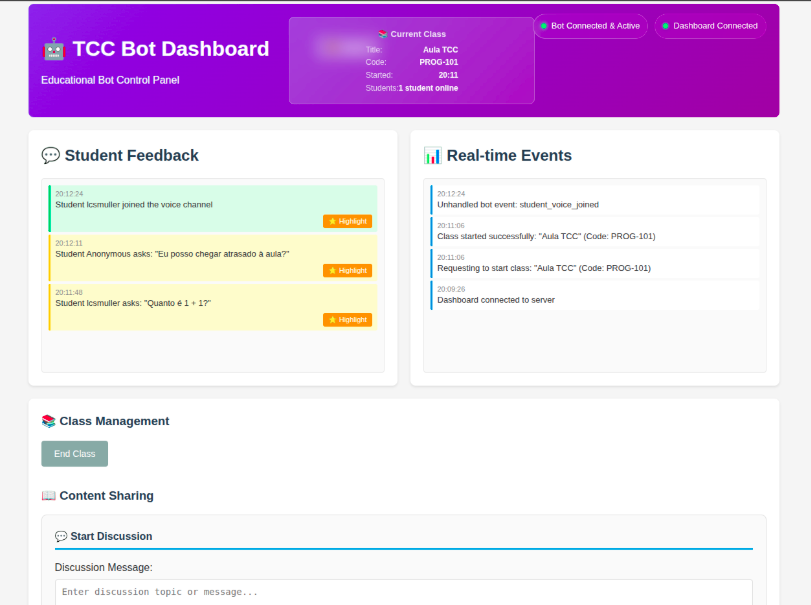 TCC Bot Dashboard
Educational Bot Control Panel
Current Class
Title: Aula TCC
Code: PROG-101
Started: 20:11
Students: 1 student online
Bot Connected & Active
Dashboard Connected
Student Feedback
20:12:24
Student lcsmuller joined the voice channel
Highlight
20:12:11
Student Anonymous asks: "Eu posso chegar atrasado à aula?"
Highlight
20:11:48
Student lcsmuller asks: "Quanto é 1 + 1?"
Highlight
Real-time Events
20:12:24
Unhandled bot event: student_voice_joined
20:11:06
Class started successfully: "Aula TCC" (Code: PROG-101)
20:11:06
Requesting to start class: "Aula TCC" (Code: PROG-101)
20:09:26
Dashboard connected to server
Class Management
End Class
Content Sharing
Start Discussion
Discussion Message:
Enter discussion topic or message...